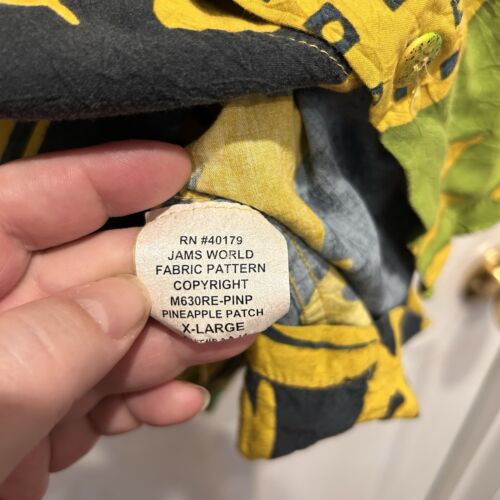 RN #40179
JAMS WORLD
FABRIC PATTERN
COPYRIGHT
M630RE-PINP
PINEAPPLE PATCH
X-LARGE